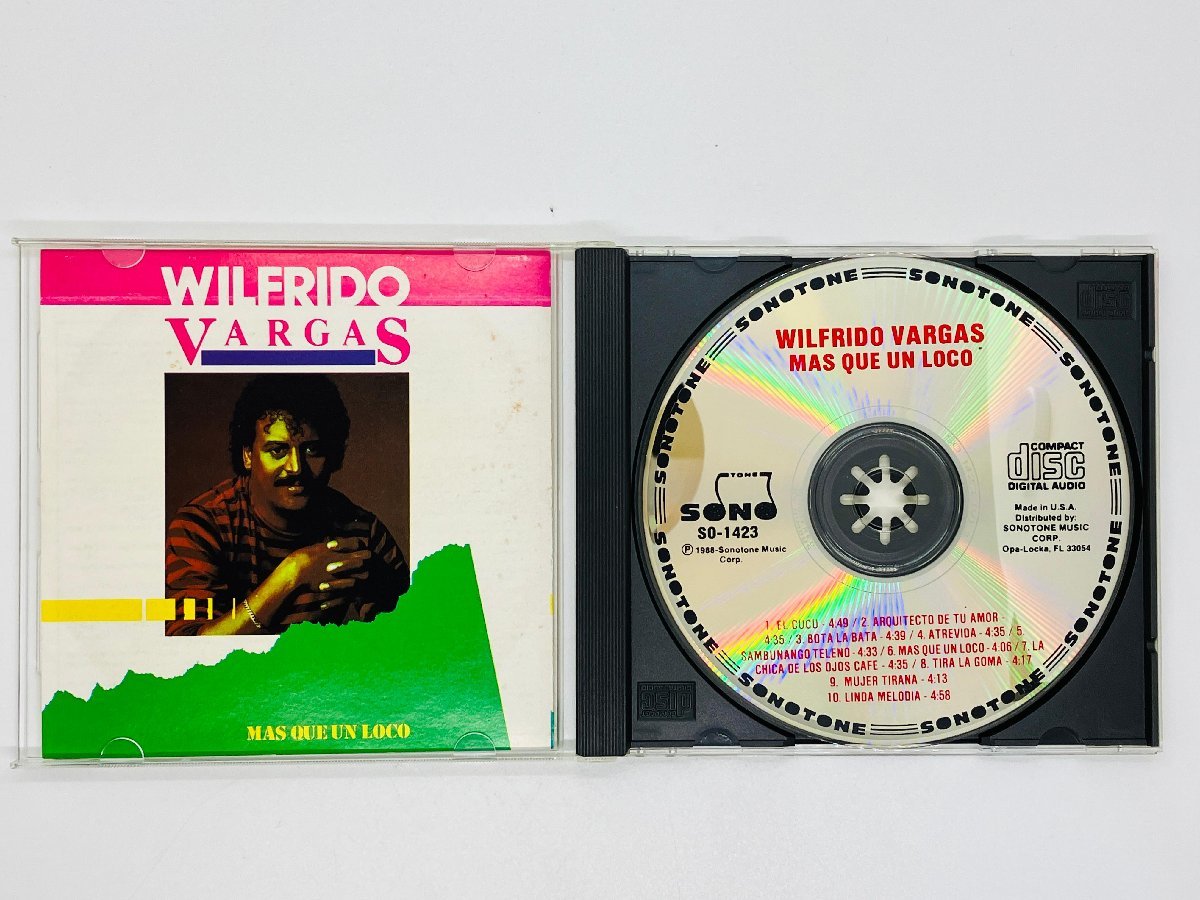 WILFRIDO
VARGAS
MAS QUE UN LOCO
SONOTONE SONOTONE SONOTONE SONOTONE SONOTONE SONOTONE SONOTONE SONOTONE
WILFRIDO VARGAS
MAS QUE UN LOCO
TONE
SONO
SO-1423
Ⓟ 1988-Sonotone Music
Corp.
COMPACT
disc
DIGITAL AUDIO
Made in U.S.A.
Distributed by:
SONOTONE MUSIC
CORP.
Opa-Locka, FL 33054
1. EL CUCU - 4:49 / 2. ARQUITECTO DE TU AMOR -
4:35 / 3. BOTA LA BATA - 4:39 / 4. ATREVIDA - 4:35 / 5.
SAMBUNANGO TELEÑO - 4:33 / 6. MAS QUE UN LOCO - 4:06 / 7. LA
CHICA DE LOS OJOS CAFE - 4:35 / 8. TIRA LA GOMA - 4:17
9. MUJER TIRANA - 4:13
10. LINDA MELODIA - 4:58